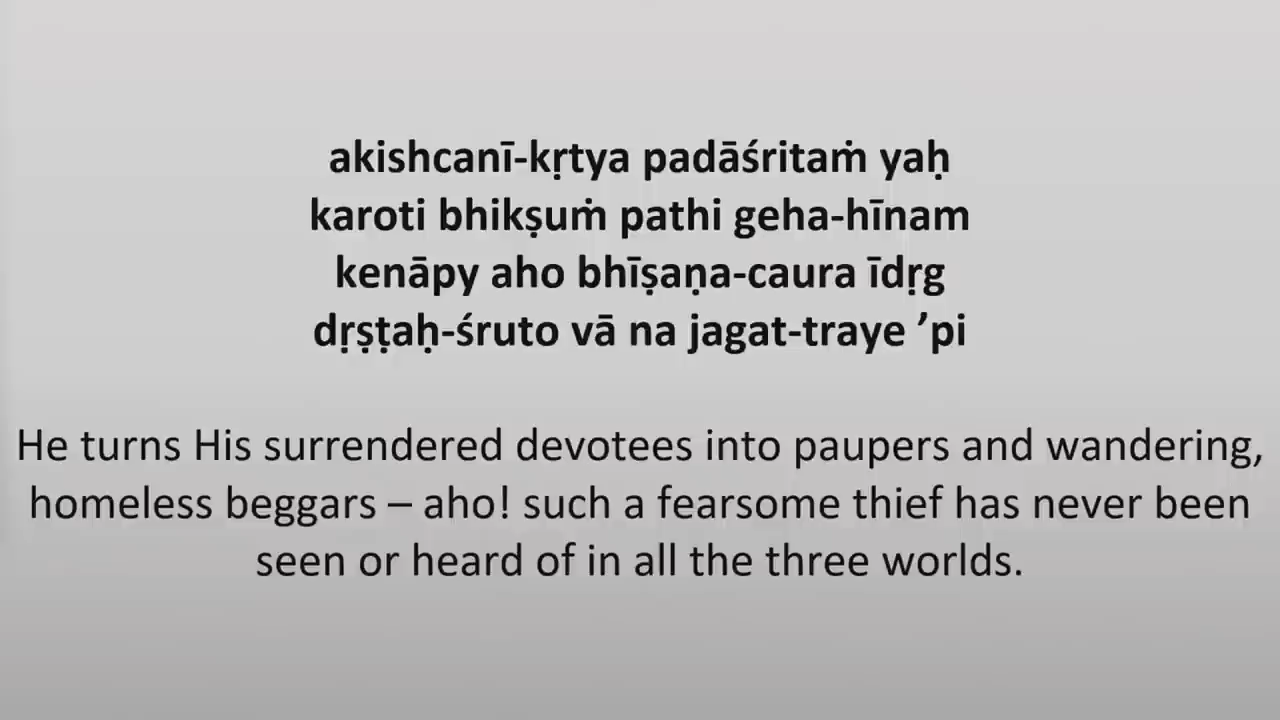 akishcanī-kṛtya padāśritaṁ yaḥ
karoti bhikṣuṁ pathi geha-hīnam
kenāpy aho bhīṣaṇa-caura īdṛg
dṛṣṭaḥ-śruto vā na jagat-traye ’pi
He turns His surrendered devotees into paupers and wandering,
homeless beggars – aho! such a fearsome thief has never been
seen or heard of in all the three worlds.